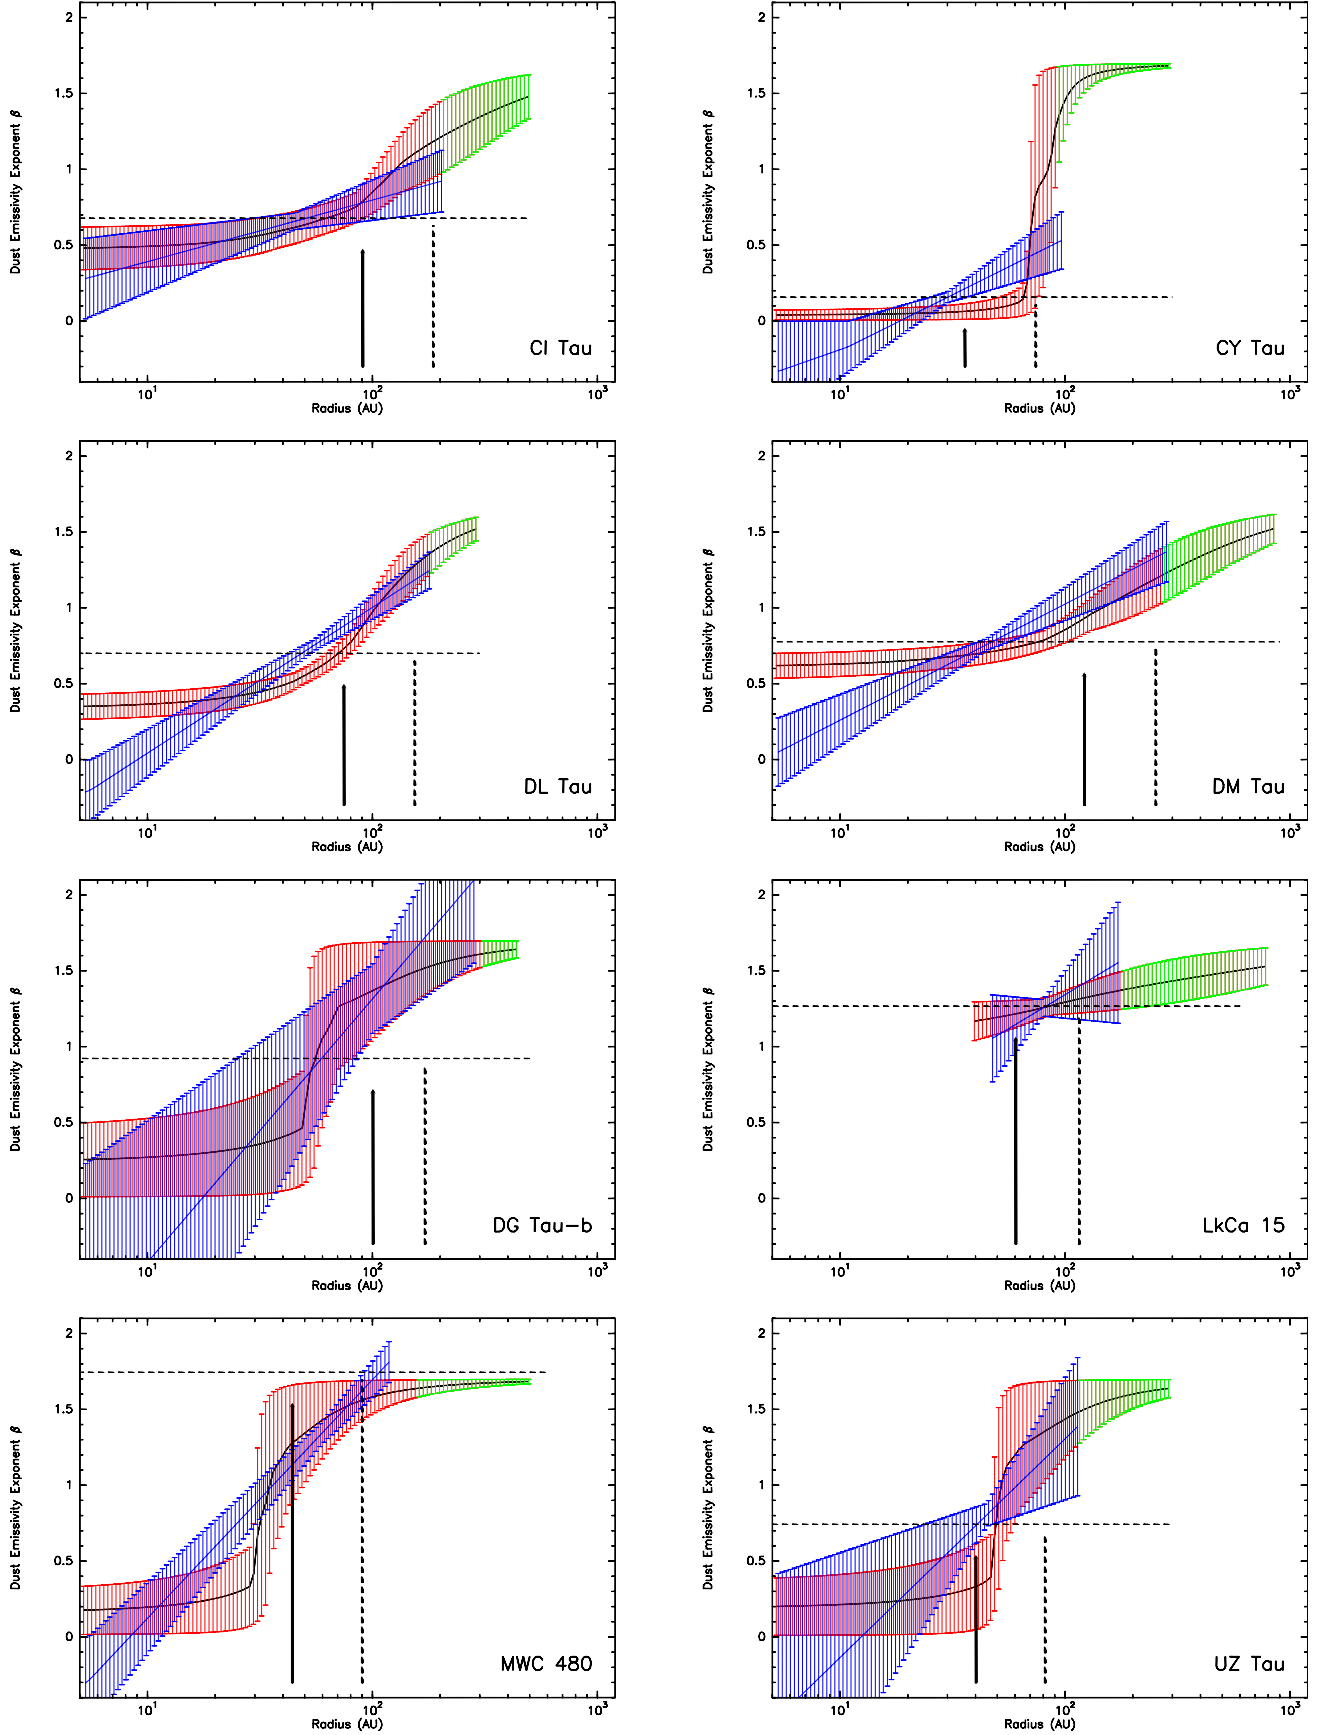 2
1.5
1
0.5
0
Dust Emissivity Exponent β
CI Tau
10¹ 10² 10³
Radius (AU)
2
1.5
1
0.5
0
Dust Emissivity Exponent β
CY Tau
10¹ 10² 10³
Radius (AU)
2
1.5
1
0.5
0
Dust Emissivity Exponent β
DL Tau
10¹ 10² 10³
Radius (AU)
2
1.5
1
0.5
0
Dust Emissivity Exponent β
DM Tau
10¹ 10² 10³
Radius (AU)
2
1.5
1
0.5
0
Dust Emissivity Exponent β
DG Tau-b
10¹ 10² 10³
Radius (AU)
2
1.5
1
0.5
0
Dust Emissivity Exponent β
LkCa 15
10¹ 10² 10³
Radius (AU)
2
1.5
1
0.5
0
Dust Emissivity Exponent β
MWC 480
10¹ 10² 10³
Radius (AU)
2
1.5
1
0.5
0
Dust Emissivity Exponent β
UZ Tau
10¹ 10² 10³
Radius (AU)